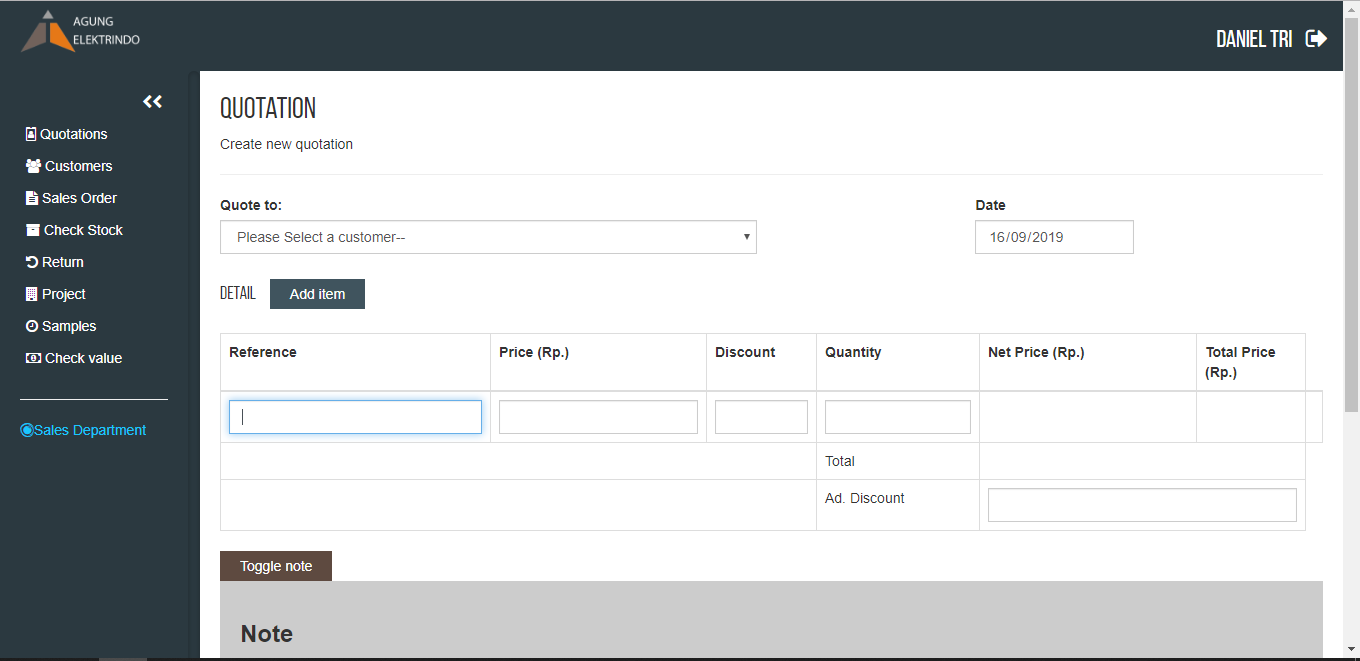 AGUNG
ELEKTRINDO
DANIEL TRI
Quotations
Customers
Sales Order
Check Stock
Return
Project
Samples
Check value
Sales Department
QUOTATION
Create new quotation
Quote to:
Date
Please Select a customer--
16/09/2019
DETAIL
Add item
Reference
Price (Rp.)
Discount
Quantity
Net Price (Rp.)
Total Price
(Rp.)
Total
Ad. Discount
Toggle note
Note